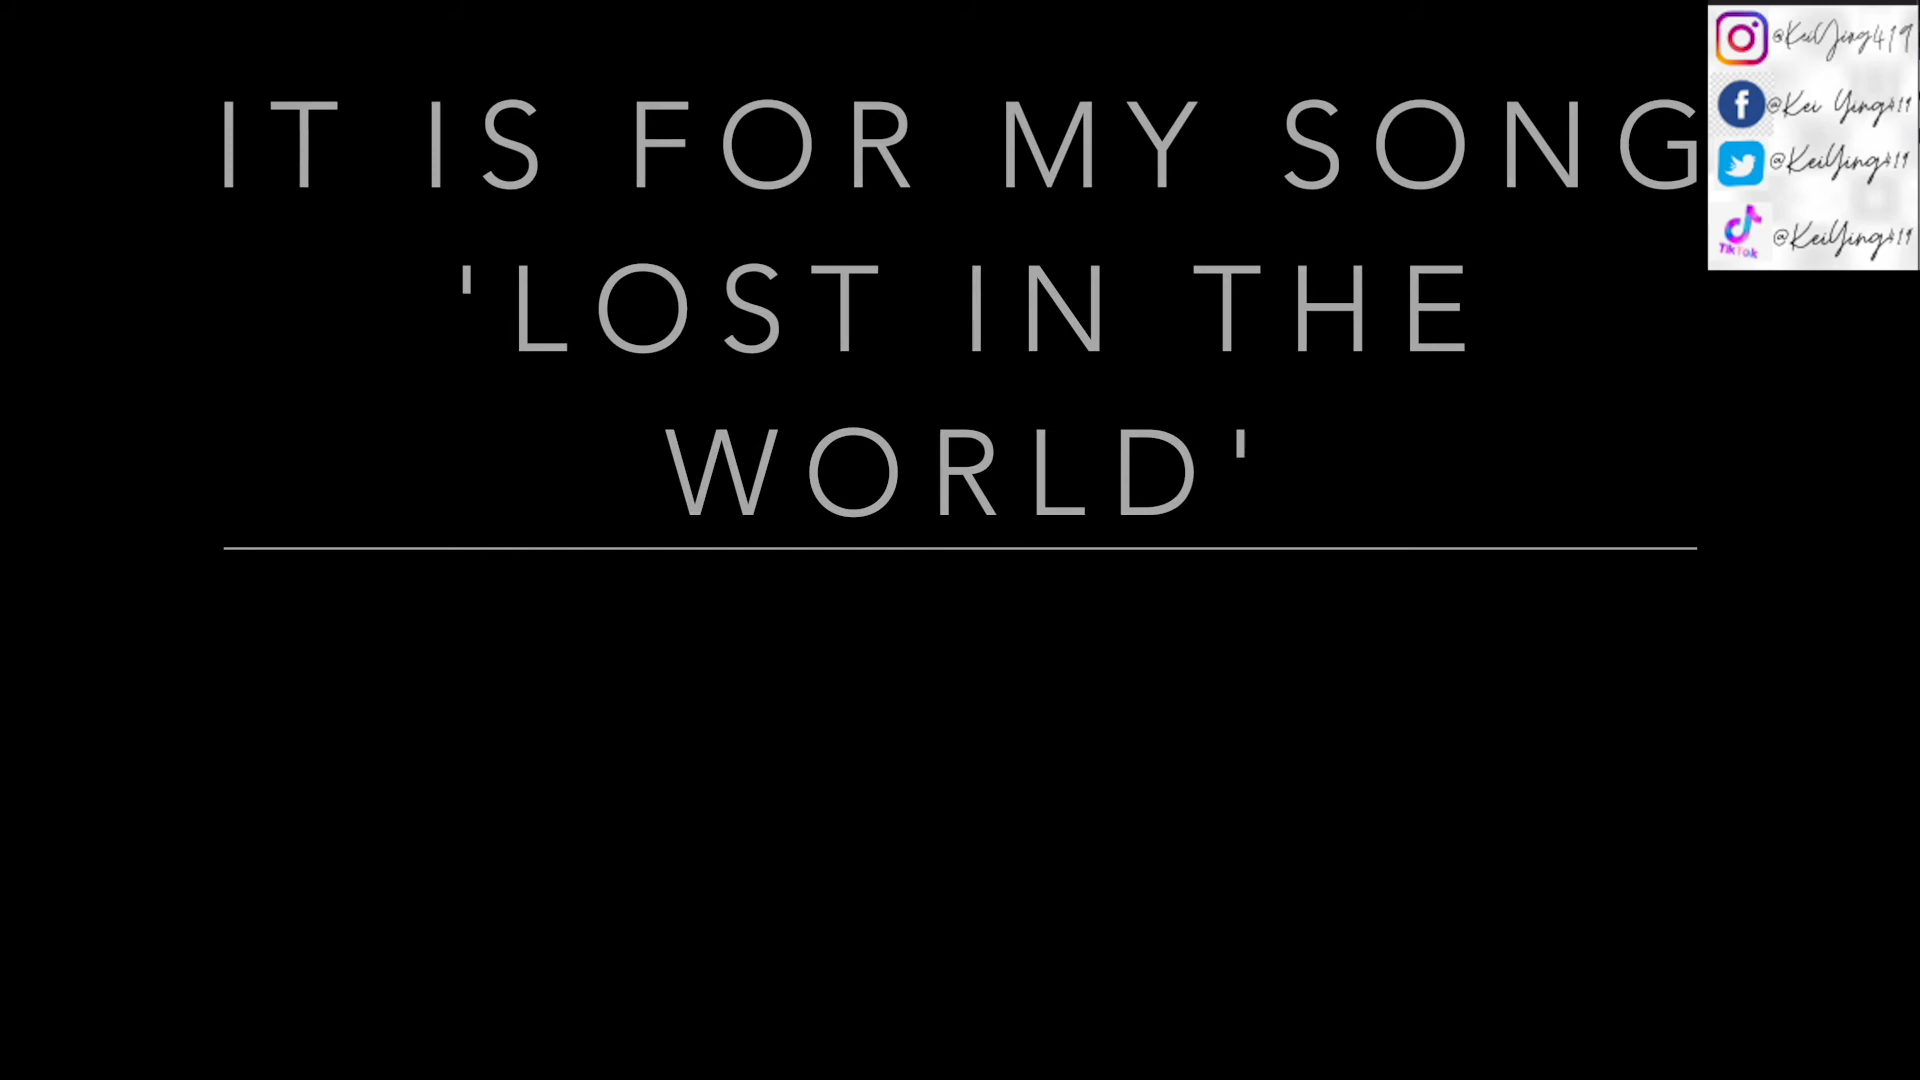 IT IS FOR MY SONG
'LOST IN THE
WORLD'
@KeiYing419
@Kei Ying419
@KeiYing419
TikTok
@KeiYing419